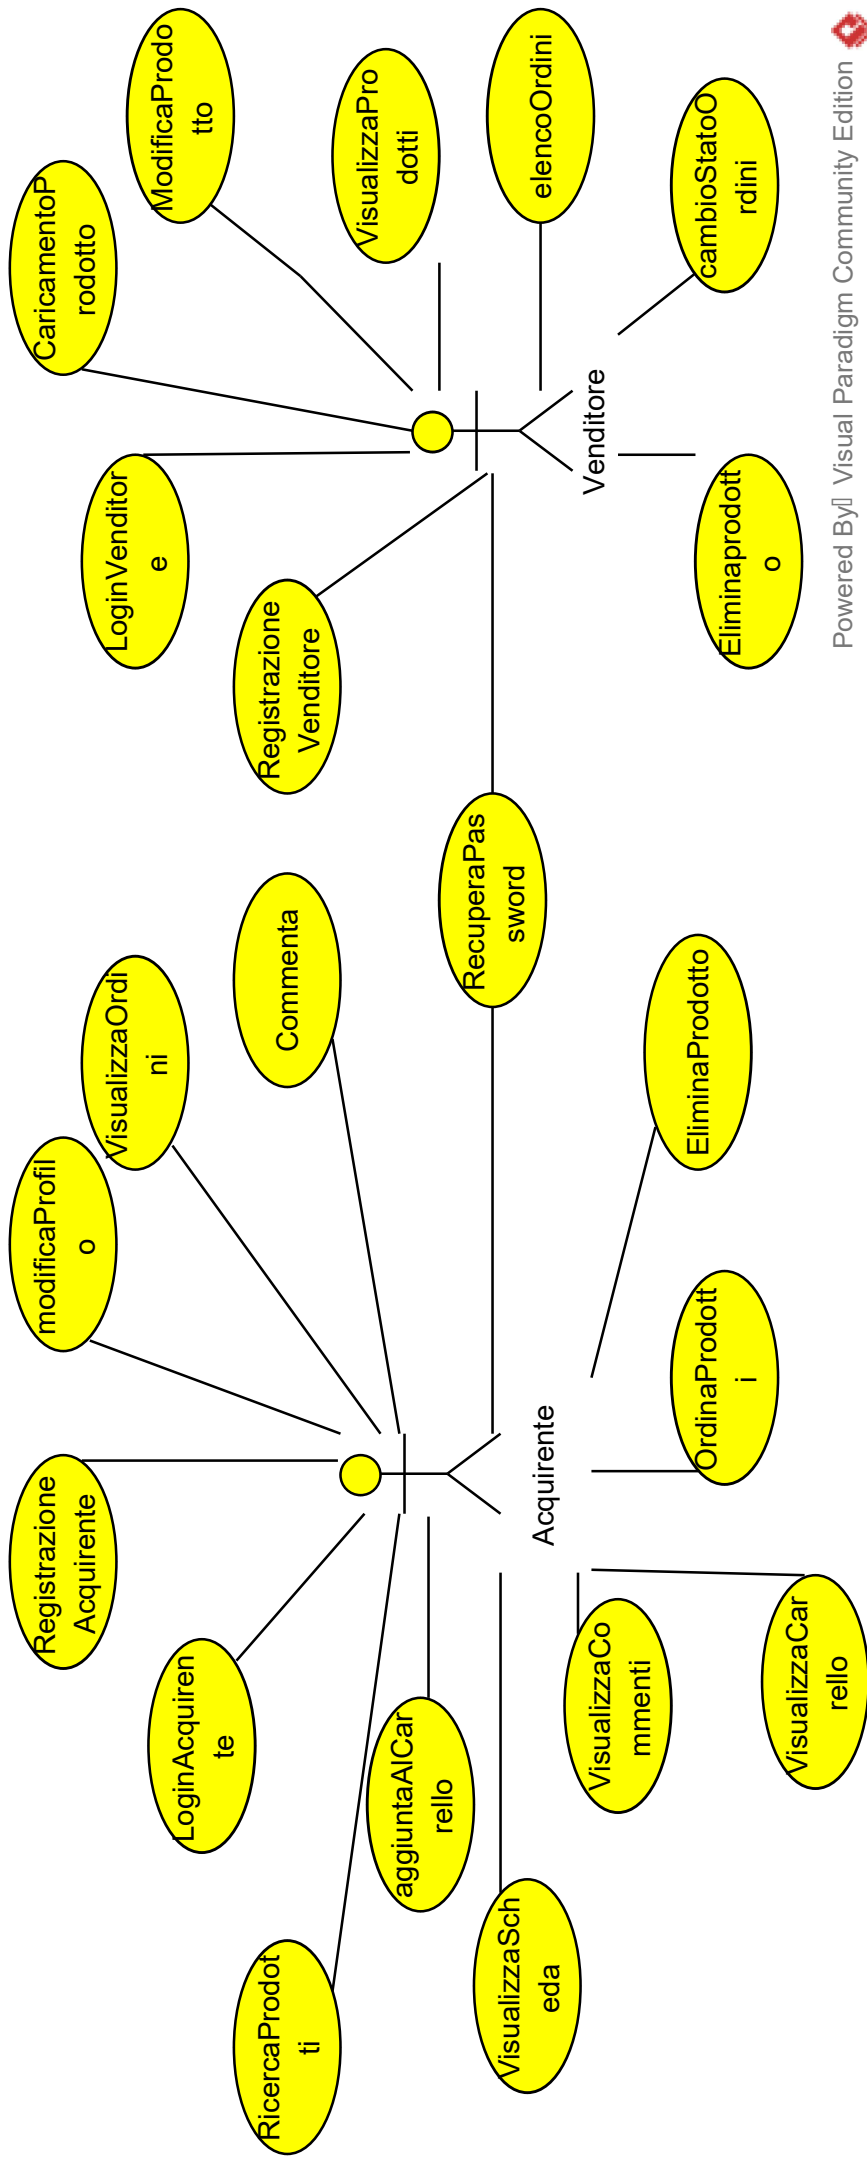 Registrazione
Acquirente
modificaProfil
o
VisualizzaOrdi
ni
Commenta
LoginAcquiren
te
RicercaProdot
ti
aggiuntaAlCar
rello
VisualizzaSch
eda
VisualizzaCo
mmenti
VisualizzaCar
rello
Acquirente
OrdinaProdott
i
EliminaProdotto
RecuperaPas
sword
Registrazione
Venditore
LoginVenditor
e
CaricamentoP
rodotto
ModificaProdo
tto
VisualizzaPro
dotti
elencoOrdini
cambioStatoO
rdini
Venditore
Eliminaprodott
o
Powered By Visual Paradigm Community Edition